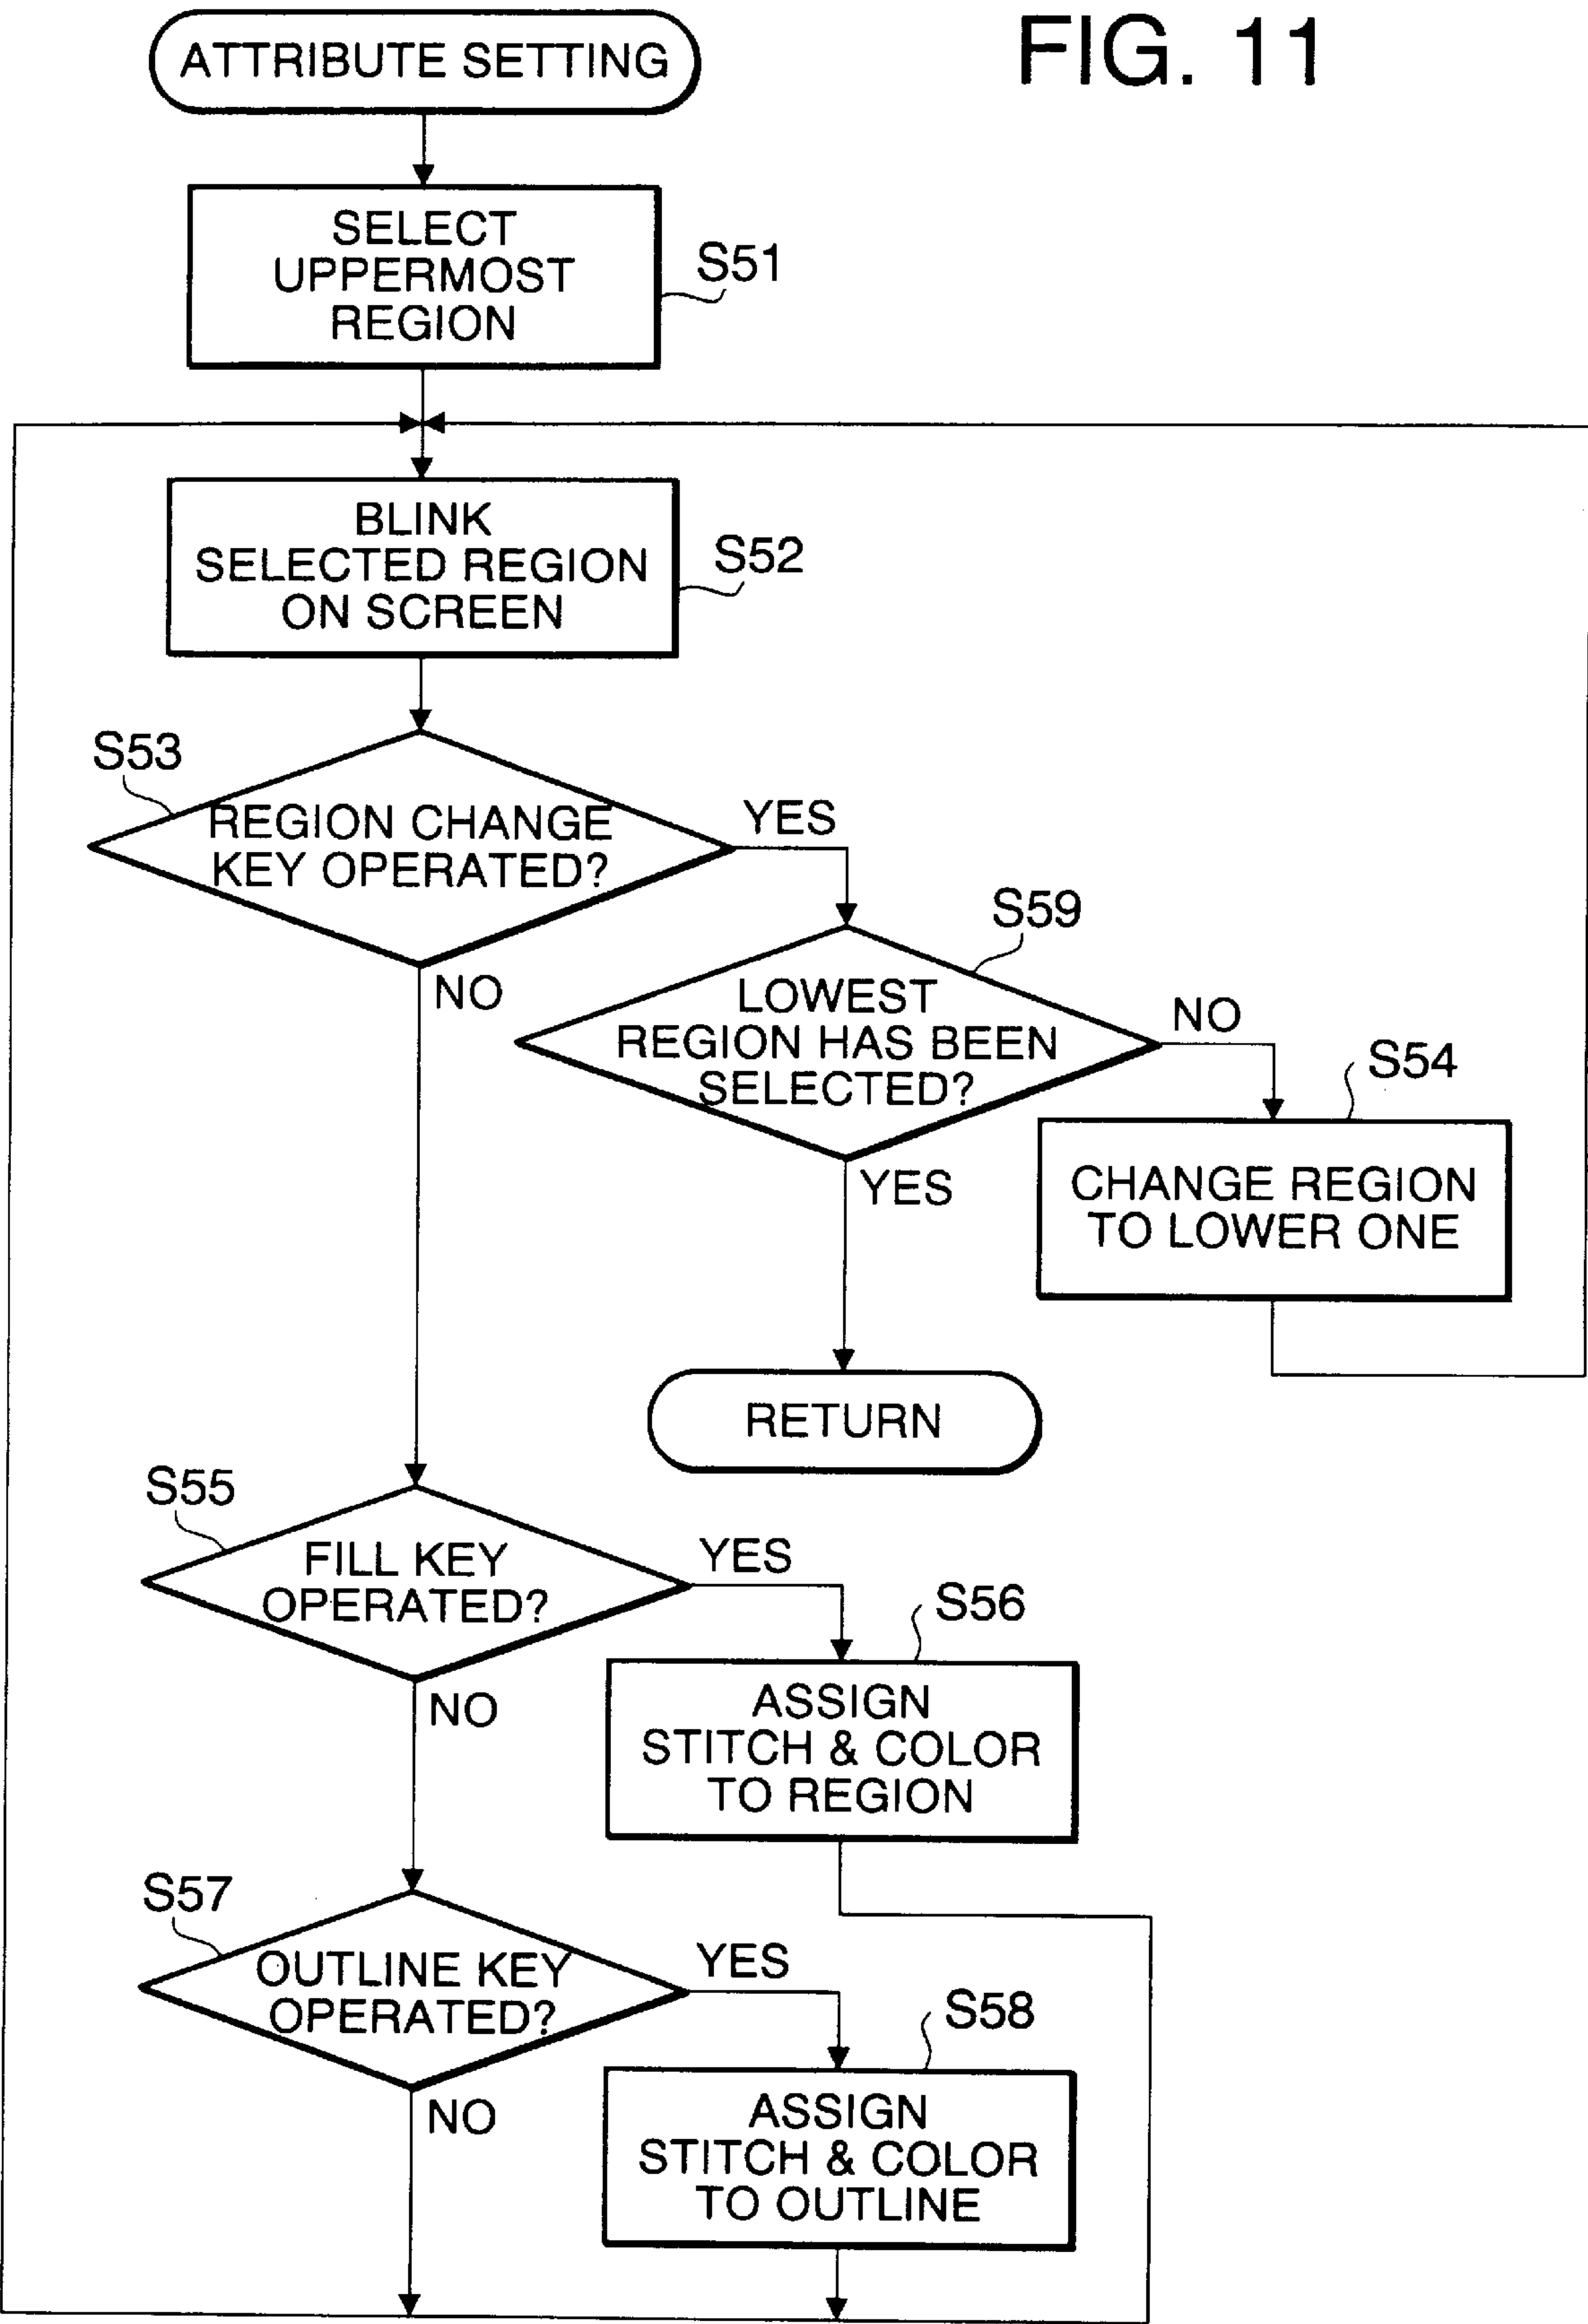 FIG. 11
ATTRIBUTE SETTING
SELECT
UPPERMOST
REGION
S51
BLINK
SELECTED REGION
ON SCREEN
S52
S53
REGION CHANGE
KEY OPERATED?
YES
NO
S59
LOWEST
REGION HAS BEEN
SELECTED?
NO
YES
S54
CHANGE REGION
TO LOWER ONE
RETURN
S55
FILL KEY
OPERATED?
YES
NO
S56
ASSIGN
STITCH & COLOR
TO REGION
S57
OUTLINE KEY
OPERATED?
YES
NO
S58
ASSIGN
STITCH & COLOR
TO OUTLINE